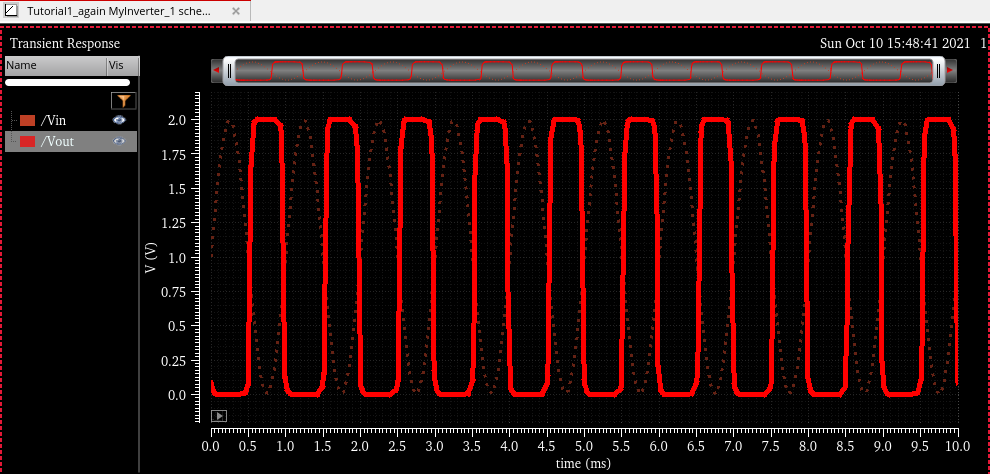 Tutorial1_again MyInverter_1 sche...
Transient Response
Sun Oct 10 15:48:41 2021 1
Name Vis
/Vin
/Vout
V (V)
2.0
1.75
1.5
1.25
1.0
0.75
0.5
0.25
0.0
0.0 0.5 1.0 1.5 2.0 2.5 3.0 3.5 4.0 4.5 5.0 5.5 6.0 6.5 7.0 7.5 8.0 8.5 9.0 9.5 10.0
time (ms)